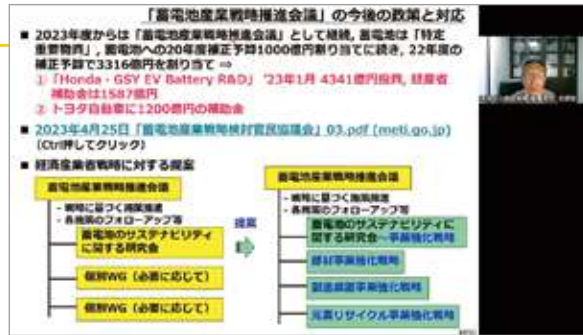 「蓄電池産業戦略推進会議」の今後の政策と対応
■ 2023年度からは「蓄電池産業戦略推進会議」として継続, 蓄電池は「特定
重要物資」, 蓄電池への20年度補正予算1000億円割り当てに続き, 22年度の
補正予算で3316億円を割り当て ⇒
① 「Honda・GSY EV Battery R&D」 '23年1月 4341億円投資, 経産省
補助金は1587億円
② トヨタ自動車に1200億円の補助金
■ 2023年4月25日「蓄電池産業戦略検討官民協議会」03.pdf (meti.go.jp)
(Ctrl押してクリック)
■ 経済産業省戦略に対する提案
蓄電池産業戦略推進会議
- 戦略に基づく施策推進
- 各施策のフォローアップ等
蓄電池のサステナビリティ
に関する研究会
個別WG（必要に応じて）
個別WG（必要に応じて）
提案
蓄電池産業戦略推進会議
- 戦略に基づく施策推進
- 各施策のフォローアップ等
蓄電池のサステナビリティに
関する研究会～事業強化戦略
部材事業強化戦略
製造装置事業強化戦略
元素リサイクル事業強化戦略